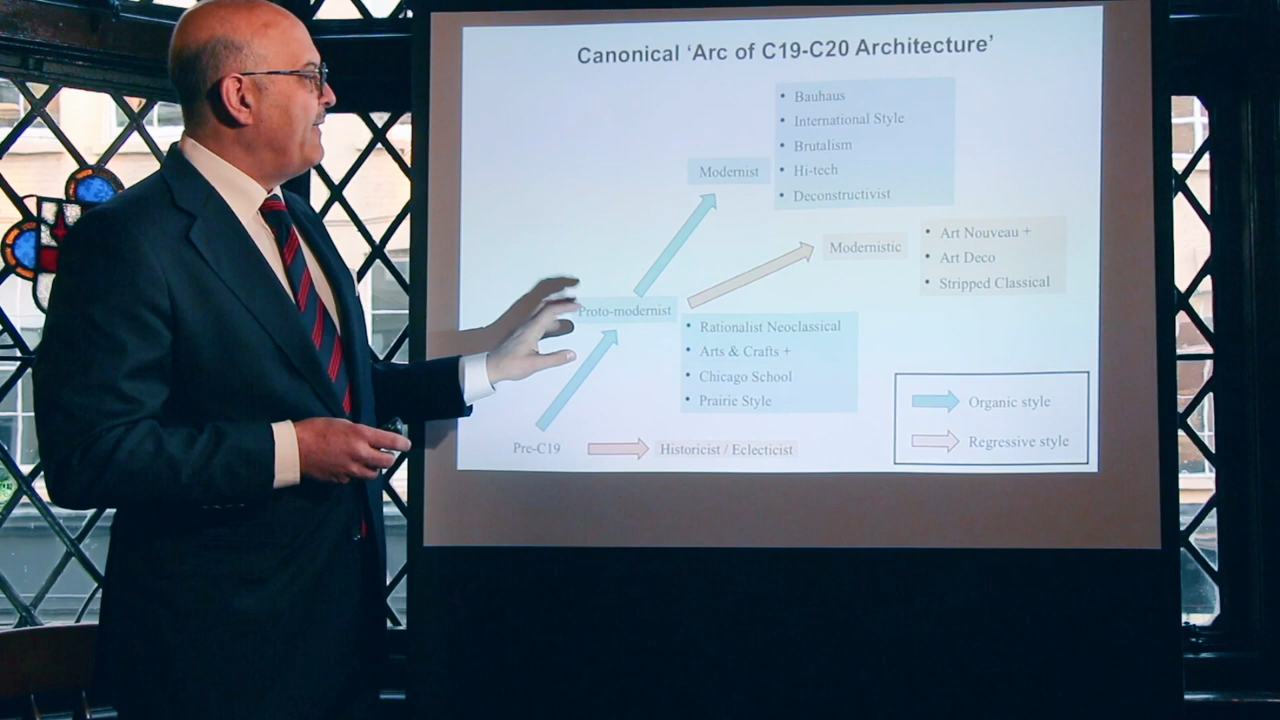 Canonical ‘Arc of C19-C20 Architecture’
• Bauhaus
• International Style
• Brutalism
• Hi-tech
• Deconstructivist
Modernist
Modernistic
• Art Nouveau +
• Art Deco
• Stripped Classical
Proto-modernist
• Rationalist Neoclassical
• Arts & Crafts +
• Chicago School
• Prairie Style
Organic style
Regressive style
Pre-C19
Historicist / Eclecticist